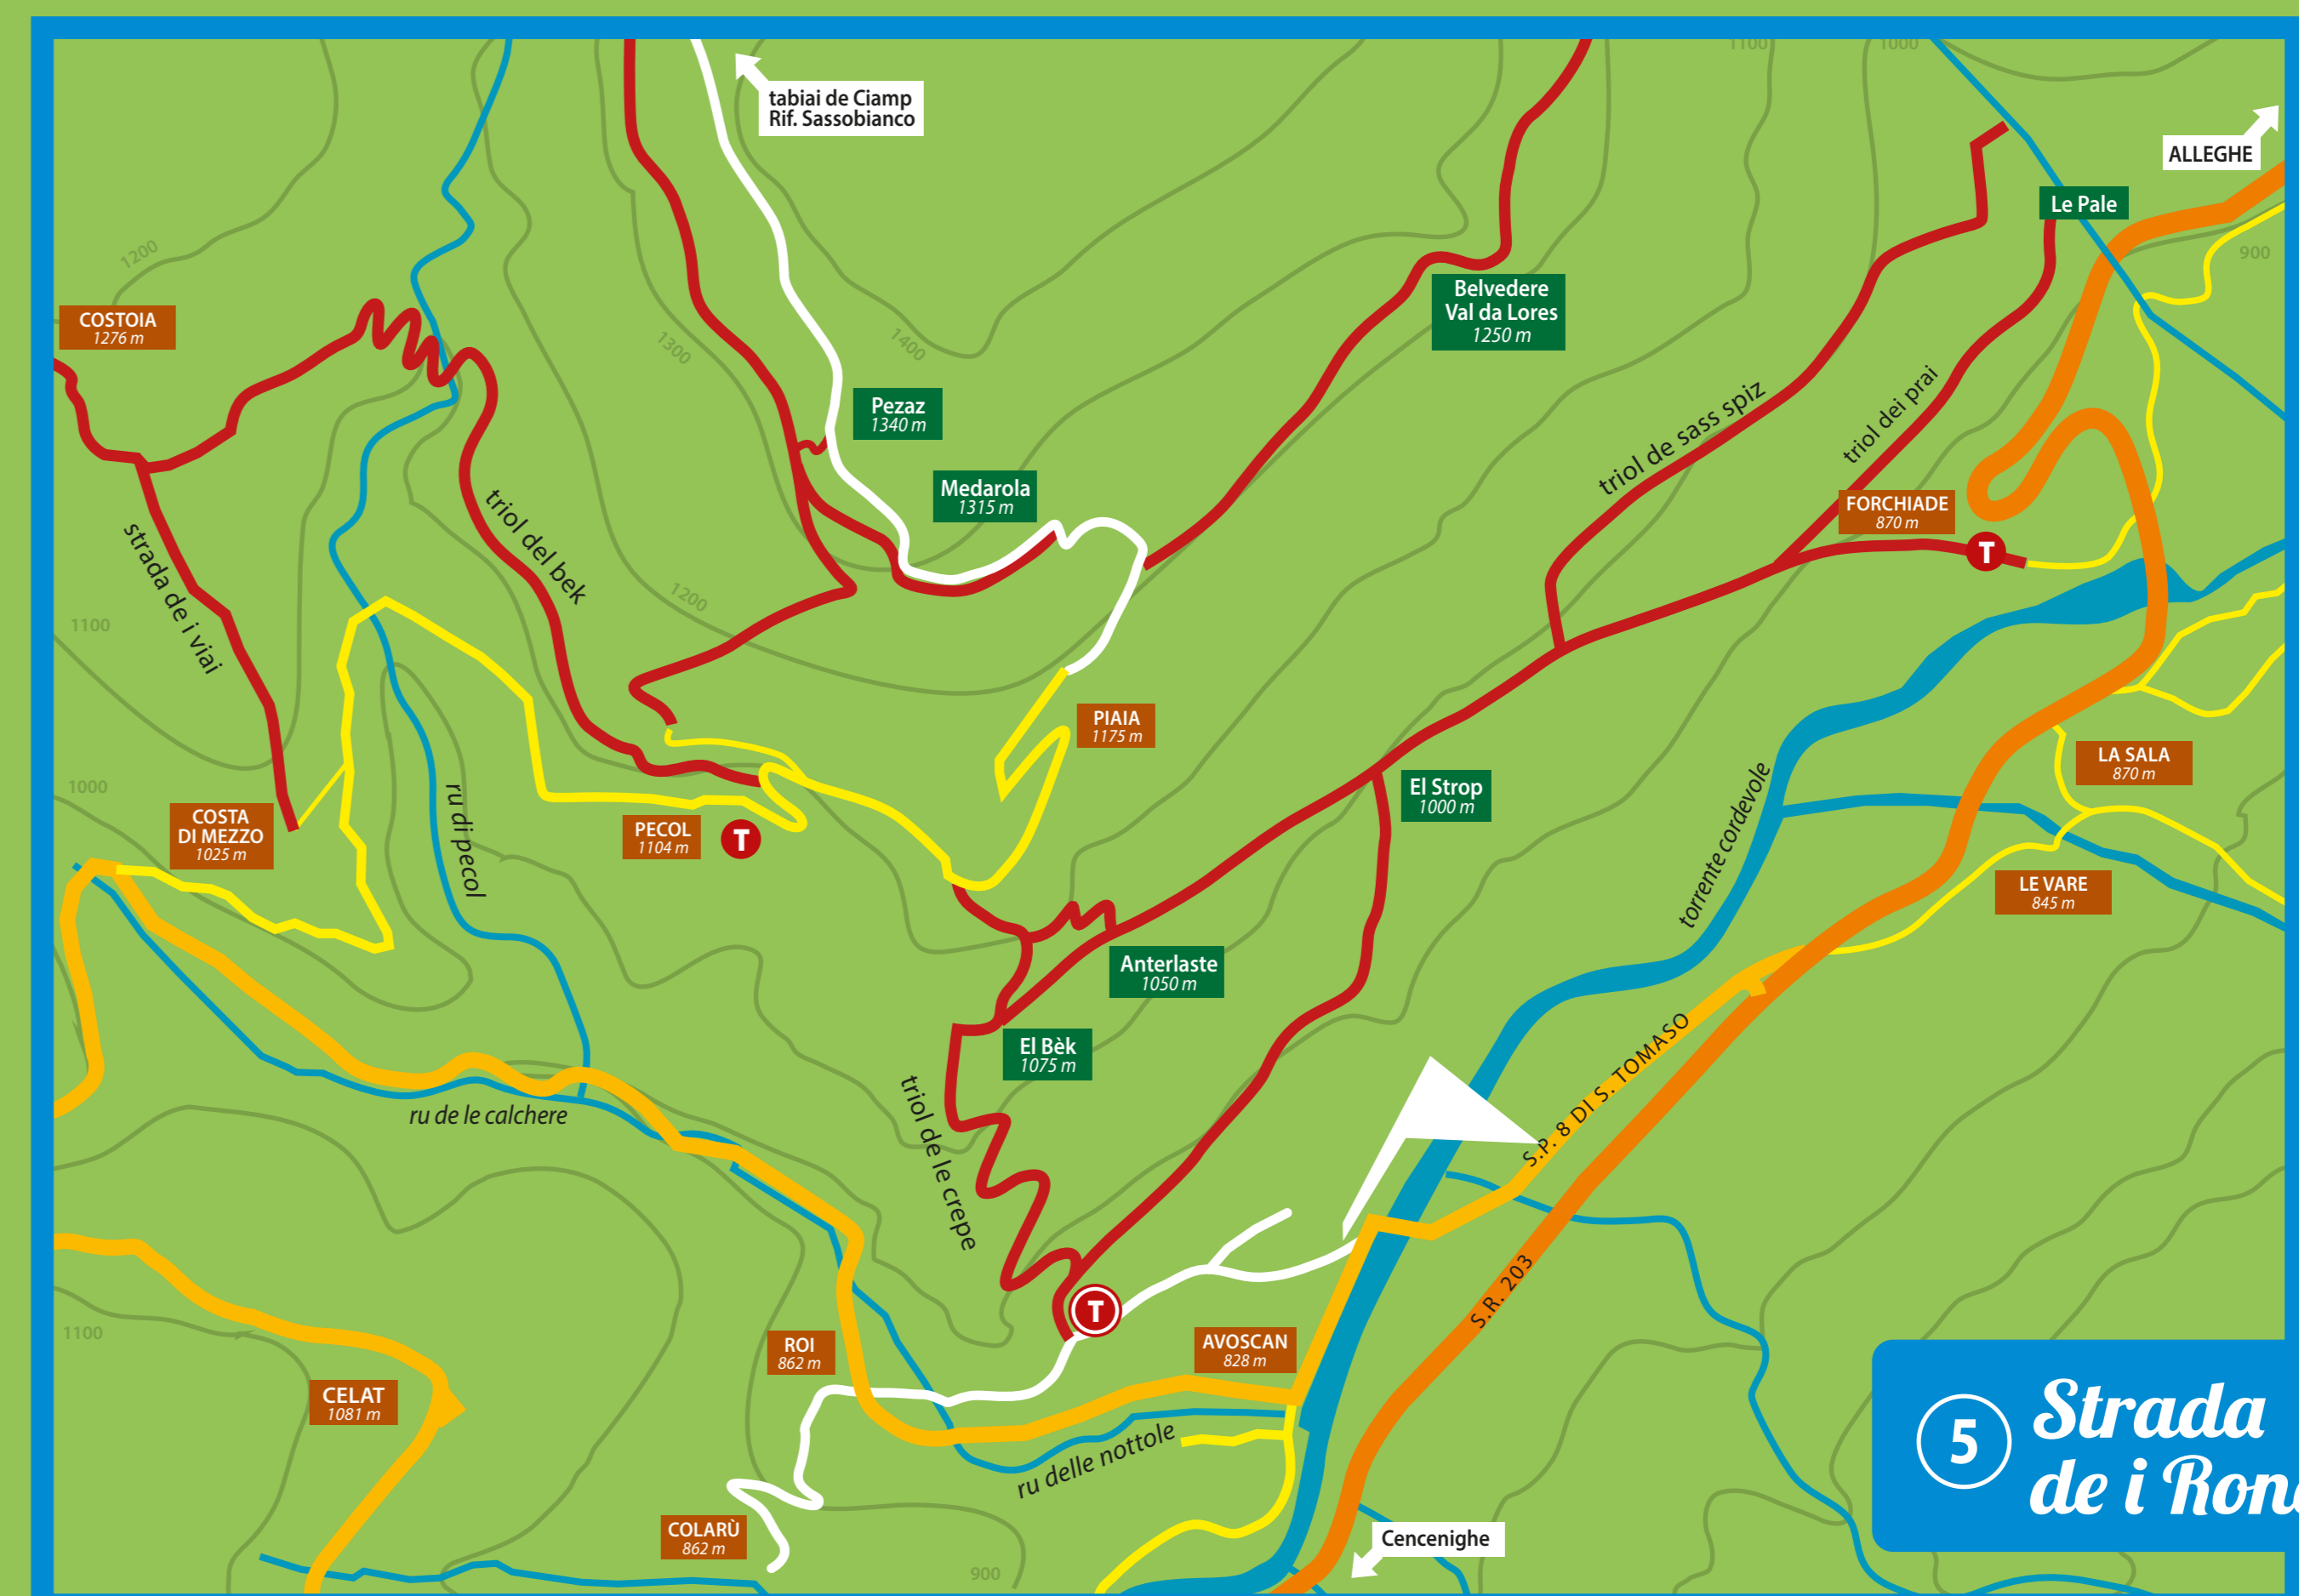 1100
1000
tabiai de Ciamp
Rif. Sassobianco
ALLEGHE
Le Pale
1200
900
COSTOIA
1276 m
Belvedere
Val da Lores
1250 m
1300
1400
Pezaz
1340 m
triol de sass spiz
triol dei prai
Medarola
1315 m
FORCHIADE
870 m
T
triol del bek
strada de i viai
1200
1100
PIAIA
1175 m
LA SALA
870 m
1000
El Strop
1000 m
COSTA
DI MEZZO
1025 m
PECOL
1104 m
T
ru di pecol
torrente cordevole
LE VARE
845 m
Anterlaste
1050 m
El Bèk
1075 m
S.P. 8 DI S. TOMASO
ru de le calchere
triol de le crepe
S.R. 203
T
1100
ROI
862 m
AVOSCAN
828 m
CELAT
1081 m
5
Strada
de i
ru delle nottole
COLARÙ
862 m
Cencenighe
900